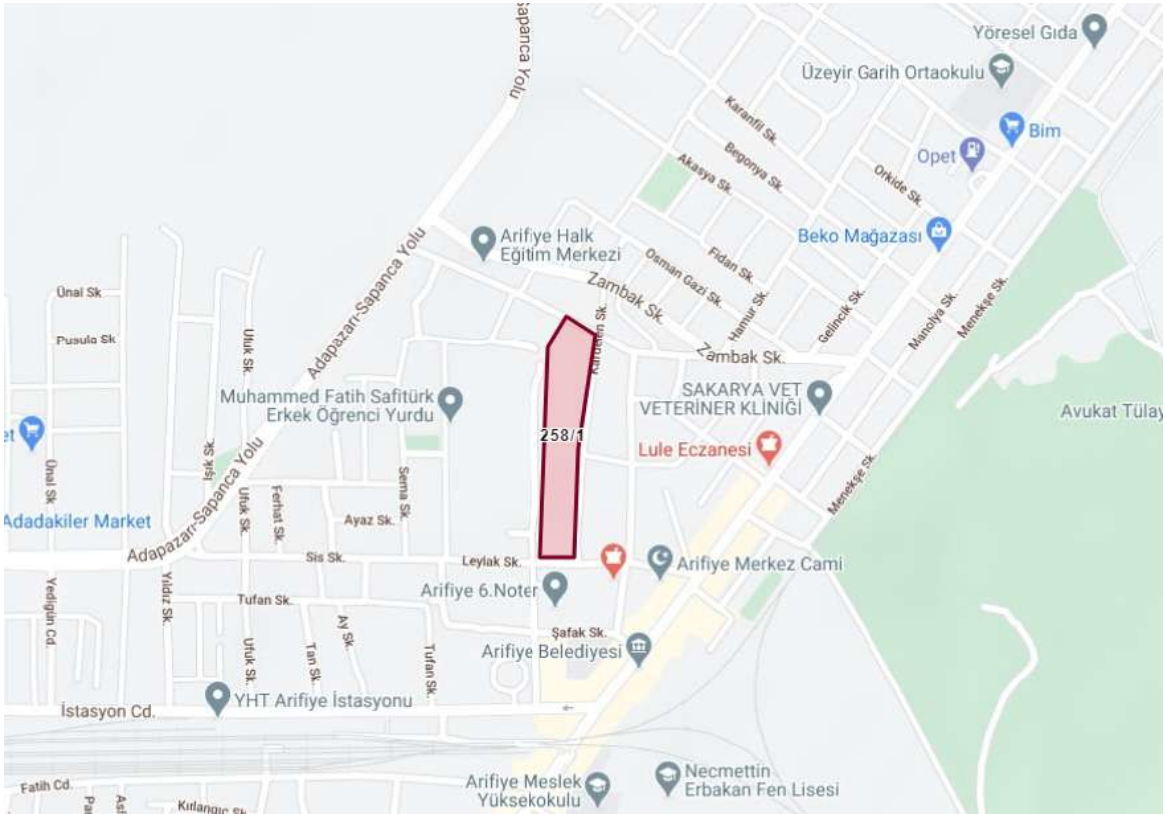 Sapanca Yolu
Yöresel Gıda
Üzeyir Garih Ortaokulu
Karanfil Sk.
Bim
Begonya Sk.
Opet
Akasya Sk.
Orkide Sk.
Beko Mağazası
Arifiye Halk
Eğitim Merkezi
Adapazarı-Sapanca Yolu
Fidan Sk.
Osman Gazi Sk.
Zambak Sk.
Ünal Sk
Pusula Sk
Ufuk Sk.
Kardelen Sk.
Hamur Sk.
Gelincik Sk.
Manolya Sk.
Menekşe Sk.
Zambak Sk.
Muhammed Fatih Safitürk
Erkek Öğrenci Yurdu
SAKARYA VET
VETERİNER KLİNİĞİ
Avukat Tülay
258/1
Lule Eczanesi
Işık Sk
Ünal Sk
Sema Sk.
Menekşe Sk.
Adapazarı-Sapanca Yolu
Ufuk Sk.
Ferhat Sk.
Ayaz Sk.
Adadakiler Market
Sis Sk.
Leylak Sk.
Arifiye Merkez Cami
Arifiye 6.Noter
Yedigün Cd.
Yıldız Sk.
Tufan Sk.
Ay Sk.
Şafak Sk.
Arifiye Belediyesi
Ufuk Sk.
Tan Sk.
Tufan Sk.
YHT Arifiye İstasyonu
İstasyon Cd.
Fatih Cd.
Arifiye Meslek
Yüksekokulu
Necmettin
Erbakan Fen Lisesi